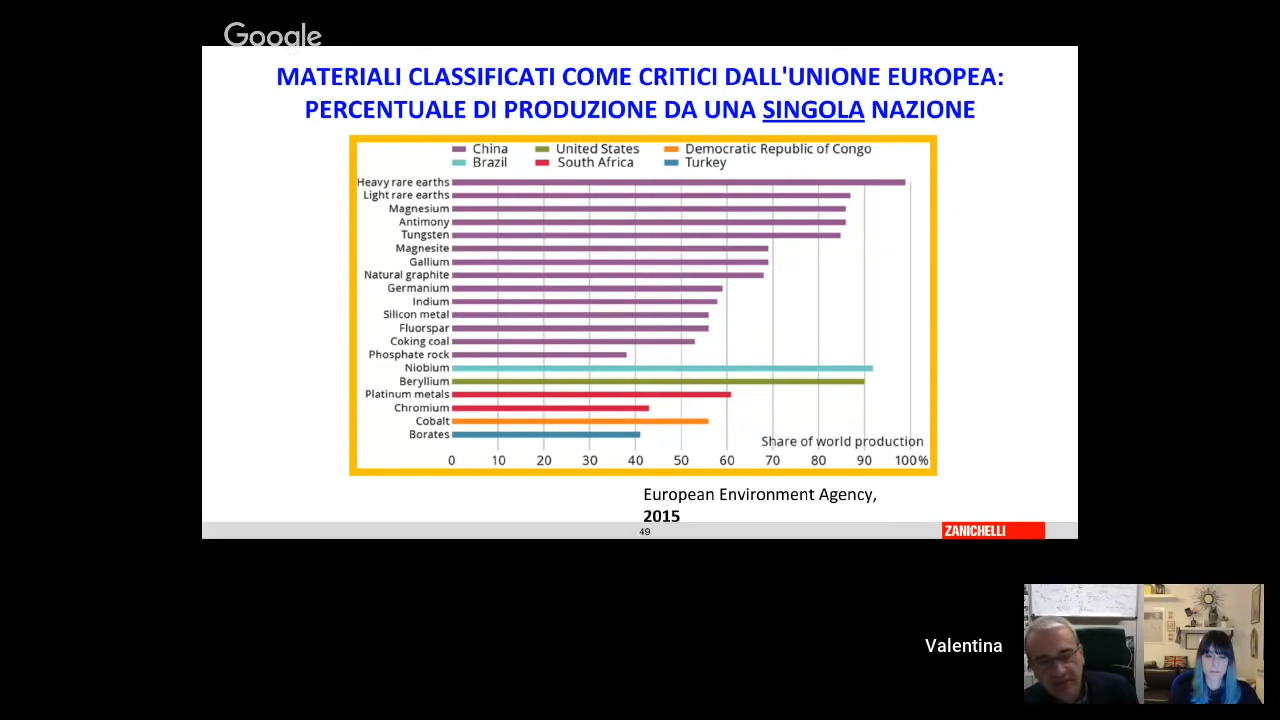 Google
MATERIALI CLASSIFICATI COME CRITICI DALL'UNIONE EUROPEA:
PERCENTUALE DI PRODUZIONE DA UNA SINGOLA NAZIONE
China United States Democratic Republic of Congo
Brazil South Africa Turkey
Heavy rare earths
Light rare earths
Magnesium
Antimony
Tungsten
Magnesite
Gallium
Natural graphite
Germanium
Indium
Silicon metal
Fluorspar
Coking coal
Phosphate rock
Niobium
Beryllium
Platinum metals
Chromium
Cobalt
Borates
Share of world production
0 10 20 30 40 50 60 70 80 90 100%
European Environment Agency,
2015
49
ZANICHELLI
Valentina